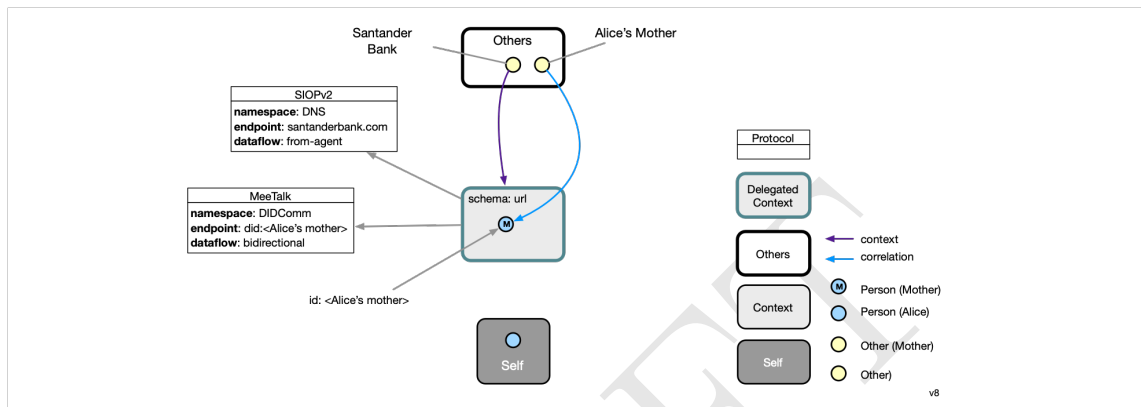 Santander
Bank
Others
Alice's Mother
SIOPv2
namespace: DNS
endpoint: santanderbank.com
dataflow: from-agent
MeeTalk
namespace: DIDComm
endpoint: did:<Alice's mother>
dataflow: bidirectional
schema: url
M
id: <Alice's mother>
Self
Protocol
Delegated
Context
Others
context
correlation
Context
M
Person (Mother)
Person (Alice)
Self
Other (Mother)
Other)
v8